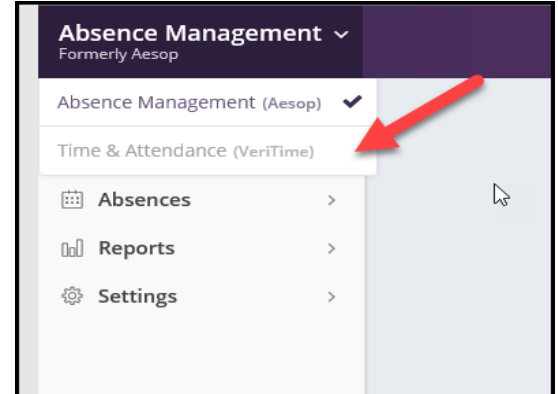 Absence Management
Formerly Aesop
Absence Management (Aesop)
Time & Attendance (VeriTime)
Absences
Reports
Settings